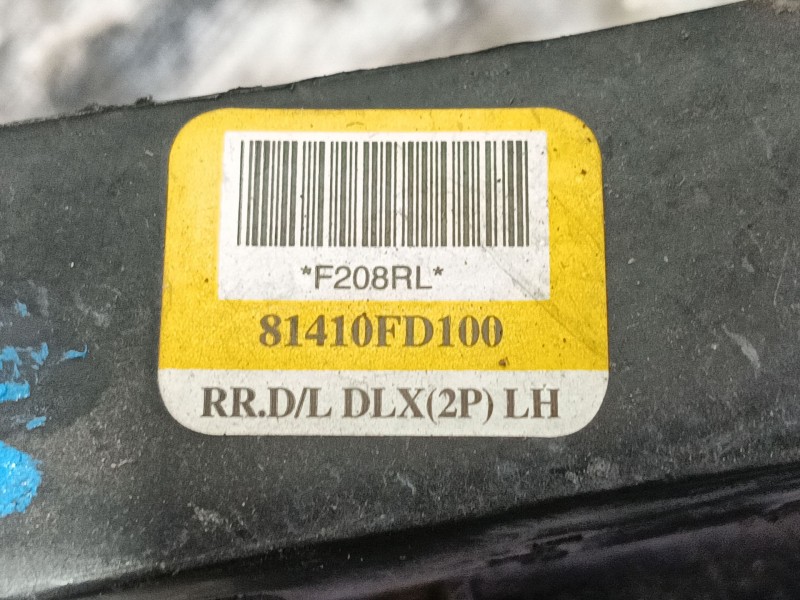 *F208RL*
81410FD100
RR.D/L DLX(2P) LH